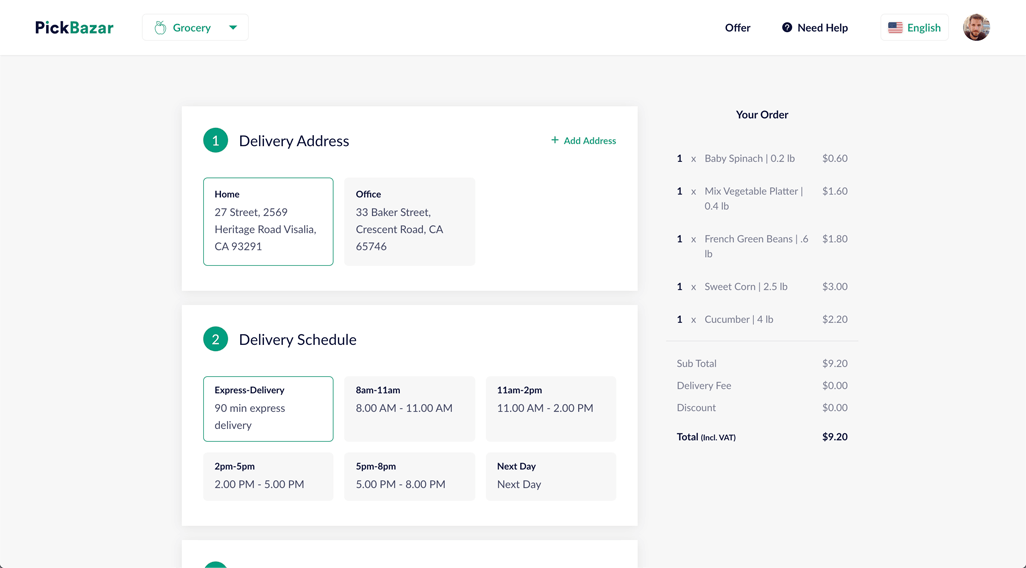 PickBazar
Grocery
Offer
Need Help
English
1 Delivery Address
+ Add Address
Home
27 Street, 2569
Heritage Road Visalia,
CA 93291
Office
33 Baker Street,
Crescent Road, CA
65746
2 Delivery Schedule
Express-Delivery
90 min express
delivery
8am-11am
8.00 AM - 11.00 AM
11am-2pm
11.00 AM - 2.00 PM
2pm-5pm
2.00 PM - 5.00 PM
5pm-8pm
5.00 PM - 8.00 PM
Next Day
Next Day
Your Order
1 x Baby Spinach | 0.2 lb $0.60
1 x Mix Vegetable Platter | $1.60
0.4 lb
1 x French Green Beans | .6 $1.80
lb
1 x Sweet Corn | 2.5 lb $3.00
1 x Cucumber | 4 lb $2.20
Sub Total $9.20
Delivery Fee $0.00
Discount $0.00
Total (Incl. VAT) $9.20